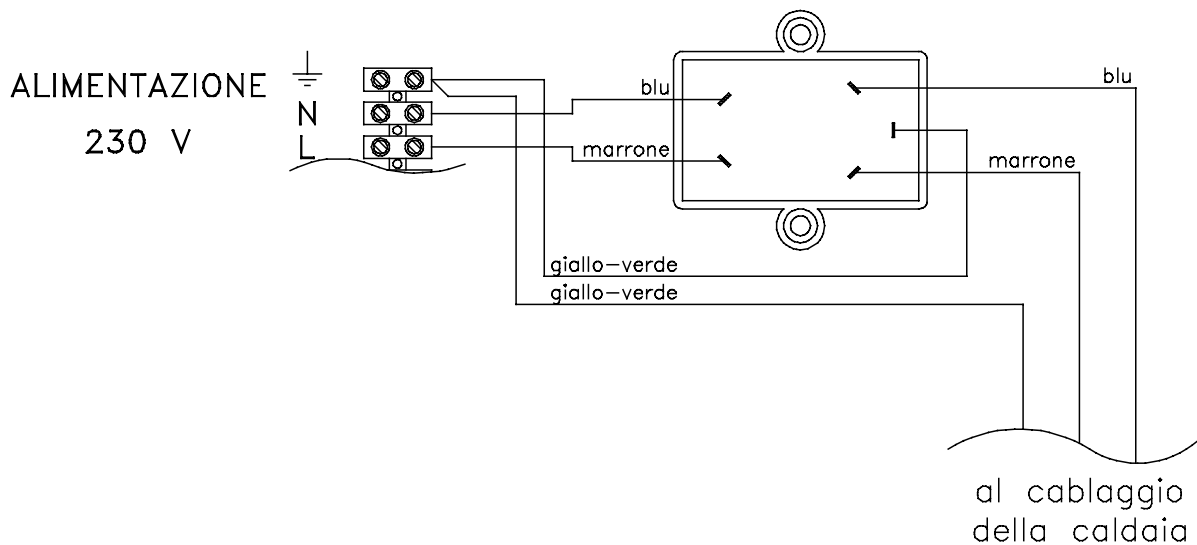 ALIMENTAZIONE
230 V
N
L
blu
marrone
blu
marrone
giallo-verde
giallo-verde
al cablaggio
della caldaia